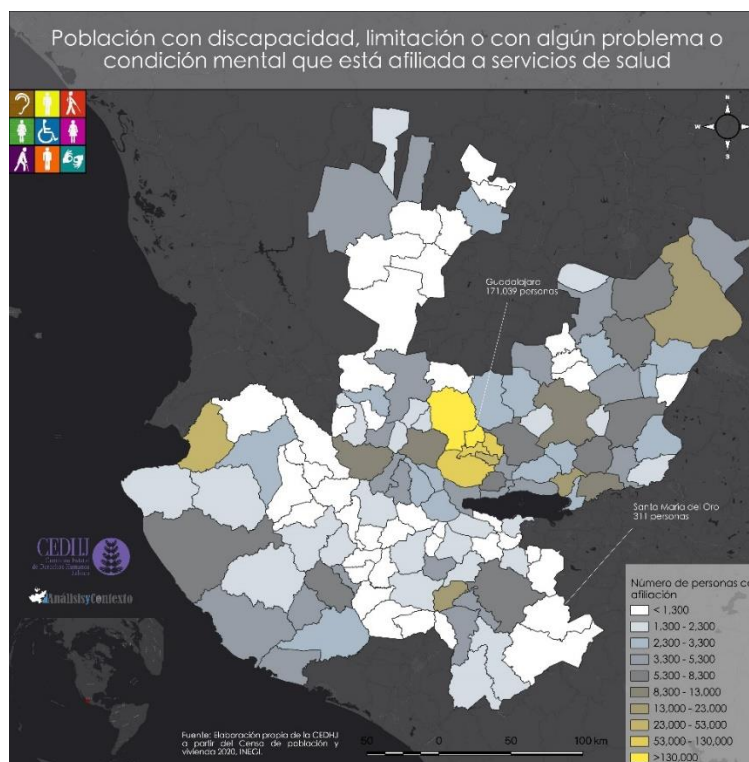 Población con discapacidad, limitación o con algún problema o
condición mental que está afiliada a servicios de salud
N
W
E
S
Guadalajara
171,039 personas
Santa María del Oro
311 personas
CEDHJ
AnálisisyContexto
Número de personas co
afiliación
< 1,300
1,300 - 2,300
2,300 - 3,300
3,300 - 5,300
5,300 - 8,300
8,300 - 13,000
13,000 - 23,000
23,000 - 53,000
53,000 - 130,000
>130,000
Fuente: Elaboración propia de la CEDHJ
a partir del Censo de población y
vivienda 2020, INEGI.
50 0 50 100 km